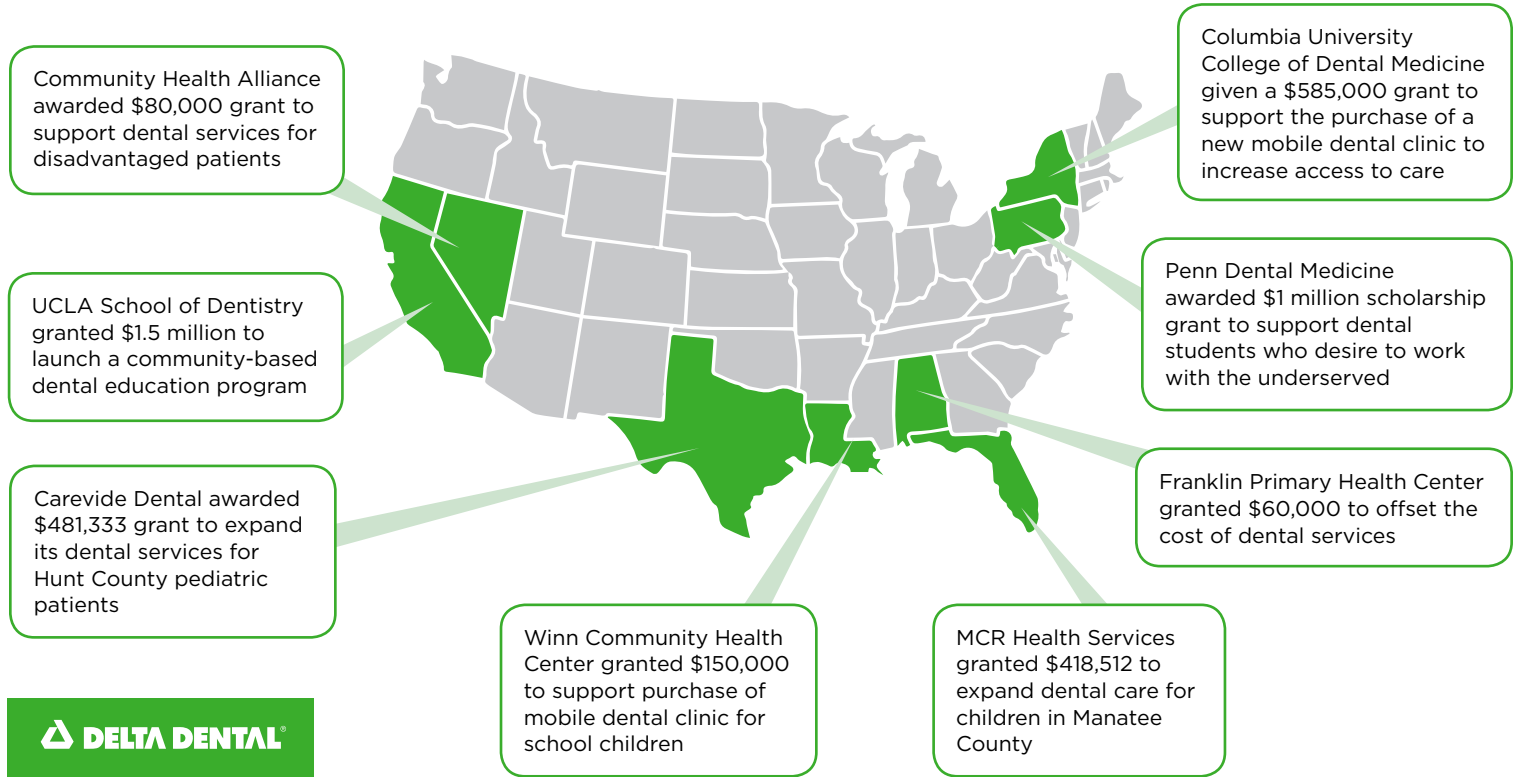 Community Health Alliance
awarded $80,000 grant to
support dental services for
disadvantaged patients
UCLA School of Dentistry
granted $1.5 million to
launch a community-based
dental education program
Carevide Dental awarded
$481,333 grant to expand
its dental services for
Hunt County pediatric
patients
Winn Community Health
Center granted $150,000
to support purchase of
mobile dental clinic for
school children
MCR Health Services
granted $418,512 to
expand dental care for
children in Manatee
County
Franklin Primary Health Center
granted $60,000 to offset the
cost of dental services
Penn Dental Medicine
awarded $1 million scholarship
grant to support dental
students who desire to work
with the underserved
Columbia University
College of Dental Medicine
given a $585,000 grant to
support the purchase of a
new mobile dental clinic to
increase access to care
DELTA DENTAL®